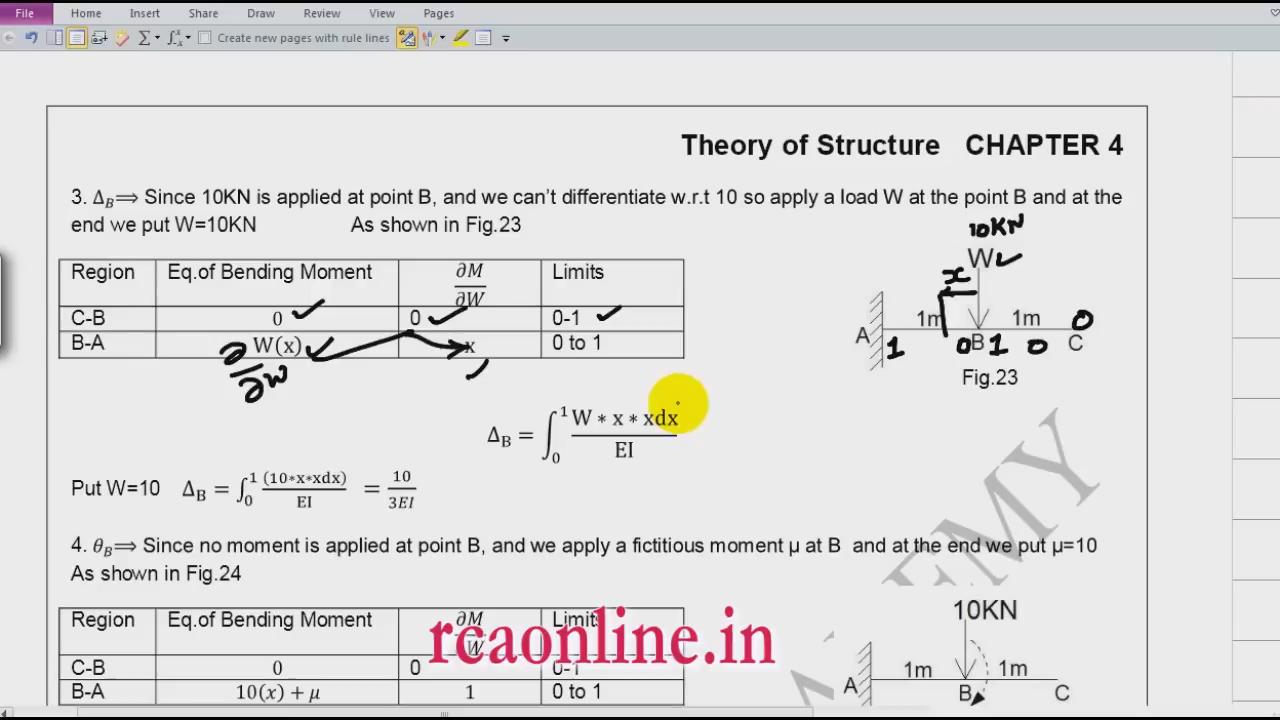 File Home Insert Share Draw Review View Pages
Create new pages with rule lines
Theory of Structure CHAPTER 4
3. Δ_B⟹ Since 10KN is applied at point B, and we can't differentiate w.r.t 10 so apply a load W at the point B and at the
end we put W=10KN As shown in Fig.23
Region Eq.of Bending Moment ∂M/∂W Limits
C-B 0 0 0-1
B-A W(x) x 0 to 1
∂/∂w
10KN
W
x
1m 1m 0
A 1 0 B 1 0 C
Fig.23
Δ_B = ∫₀¹ W ∗ x ∗ xdx / EI
Put W=10 Δ_B = ∫₀¹ (10∗x∗xdx) / EI = 10 / 3EI
4. θ_B⟹ Since no moment is applied at point B, and we apply a fictitious moment μ at B and at the end we put μ=10
As shown in Fig.24
Region Eq.of Bending Moment ∂M/∂W Limits
C-B 0 0 0-1
B-A 10(x) + μ 1 0 to 1
10KN
1m 1m
A B C
rcaonline.in